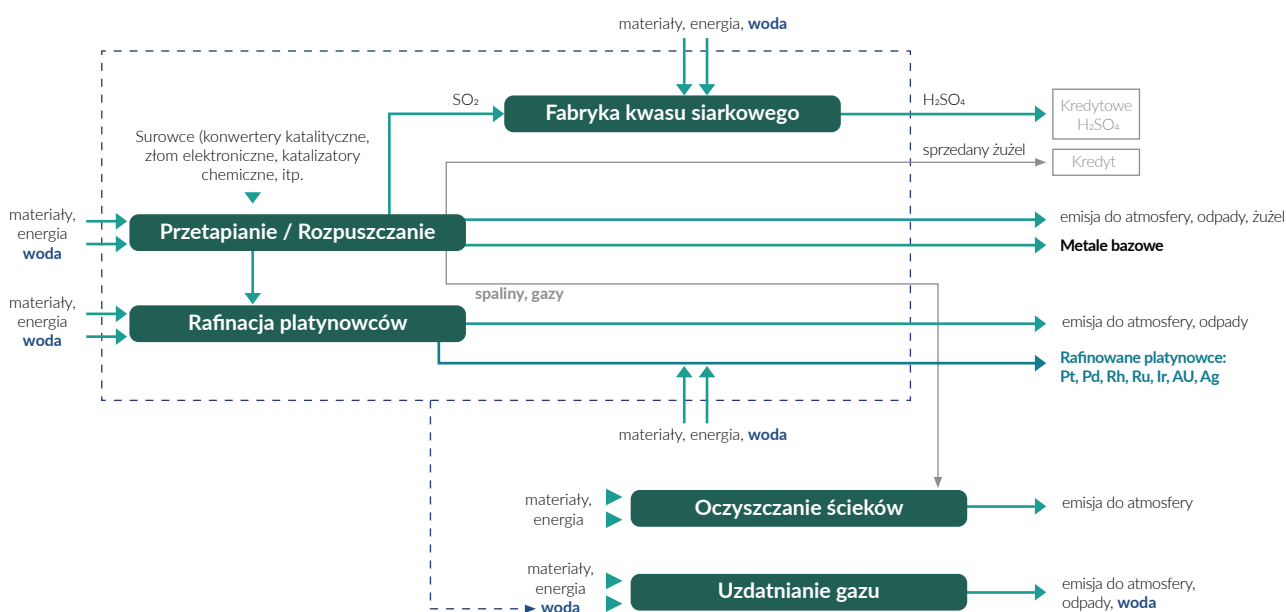 materiały, energia, woda
SO₂
Fabryka kwasu siarkowego
H₂SO₄
Kredytowe
H₂SO₄
Surowce (konwertery katalityczne,
złom elektroniczne, katalizatory
chemiczne, itp.
sprzedany żużel
Kredyt
materiały,
energia
woda
Przetapianie / Rozpuszczanie
emisja do atmosfery, odpady, żużel
Metale bazowe
spaliny, gazy
materiały,
energia
woda
Rafinacja platynowców
emisja do atmosfery, odpady
Rafinowane platynowce:
Pt, Pd, Rh, Ru, Ir, AU, Ag
materiały, energia, woda
materiały,
energia
Oczyszczanie ścieków
emisja do atmosfery
materiały,
energia
woda
Uzdatnianie gazu
emisja do atmosfery,
odpady, woda